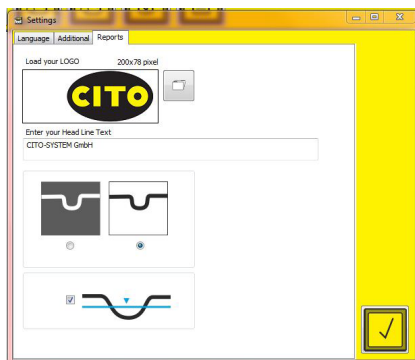 Settings
Language Additional Reports
Load your LOGO 200x78 pixel
CITO
Enter your Head Line Text
CITO-SYSTEM GmbH